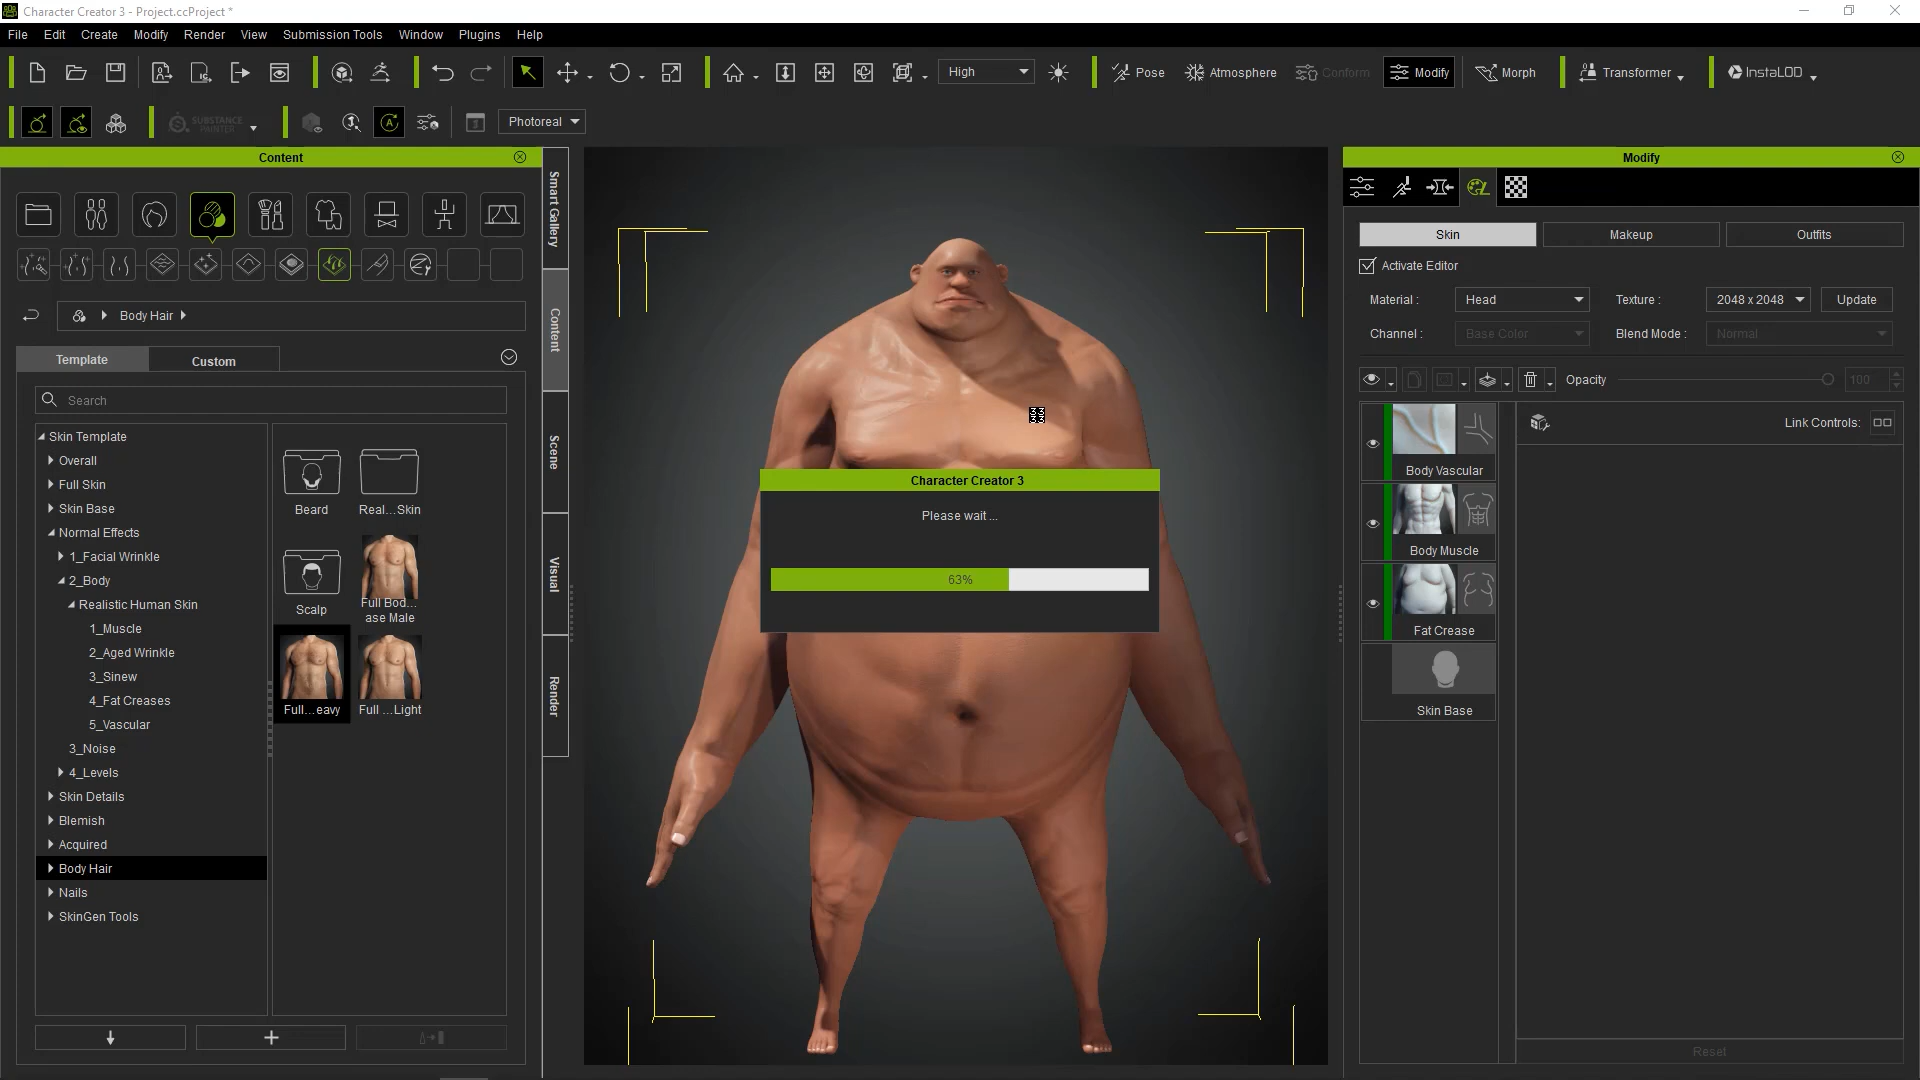 Character Creator 3 - Project.ccProject *
File Edit Create Modify Render View Submission Tools Window Plugins Help
High
Pose
Atmosphere
Conform
Modify
Morph
Transformer
InstaLOD
SUBSTANCE
PAINTER
Photoreal
Content
Body Hair
Template
Custom
Search
Skin Template
Overall
Full Skin
Skin Base
Normal Effects
1_Facial Wrinkle
2_Body
Realistic Human Skin
1_Muscle
2_Aged Wrinkle
3_Sinew
4_Fat Creases
5_Vascular
3_Noise
4_Levels
Skin Details
Blemish
Acquired
Body Hair
Nails
SkinGen Tools
Beard
Real...Skin
Scalp
Full Bod...
ase Male
Full...eavy
Full ...Light
Smart Gallery
Content
Scene
Visual
Render
Character Creator 3
Please wait ...
63%
Modify
Skin
Makeup
Outfits
Activate Editor
Material :
Head
Texture :
2048 x 2048
Update
Channel :
Base Color
Blend Mode :
Normal
Opacity
100
Body Vascular
Body Muscle
Fat Crease
Skin Base
Link Controls:
Reset